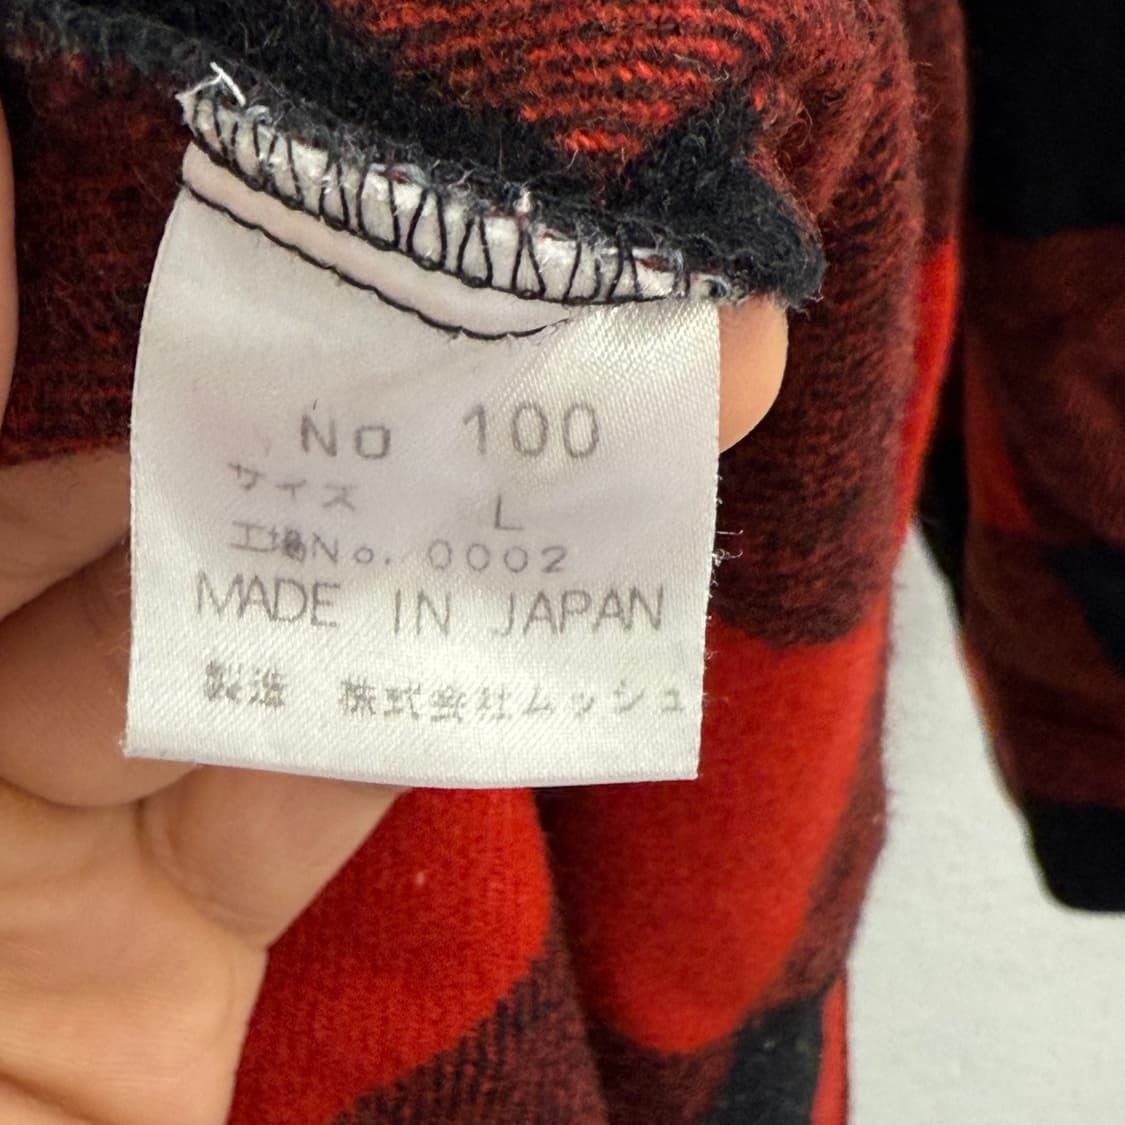 No 100
サイズ L
工場No. 0002
MADE IN JAPAN
製造 株式会社ムッシュ